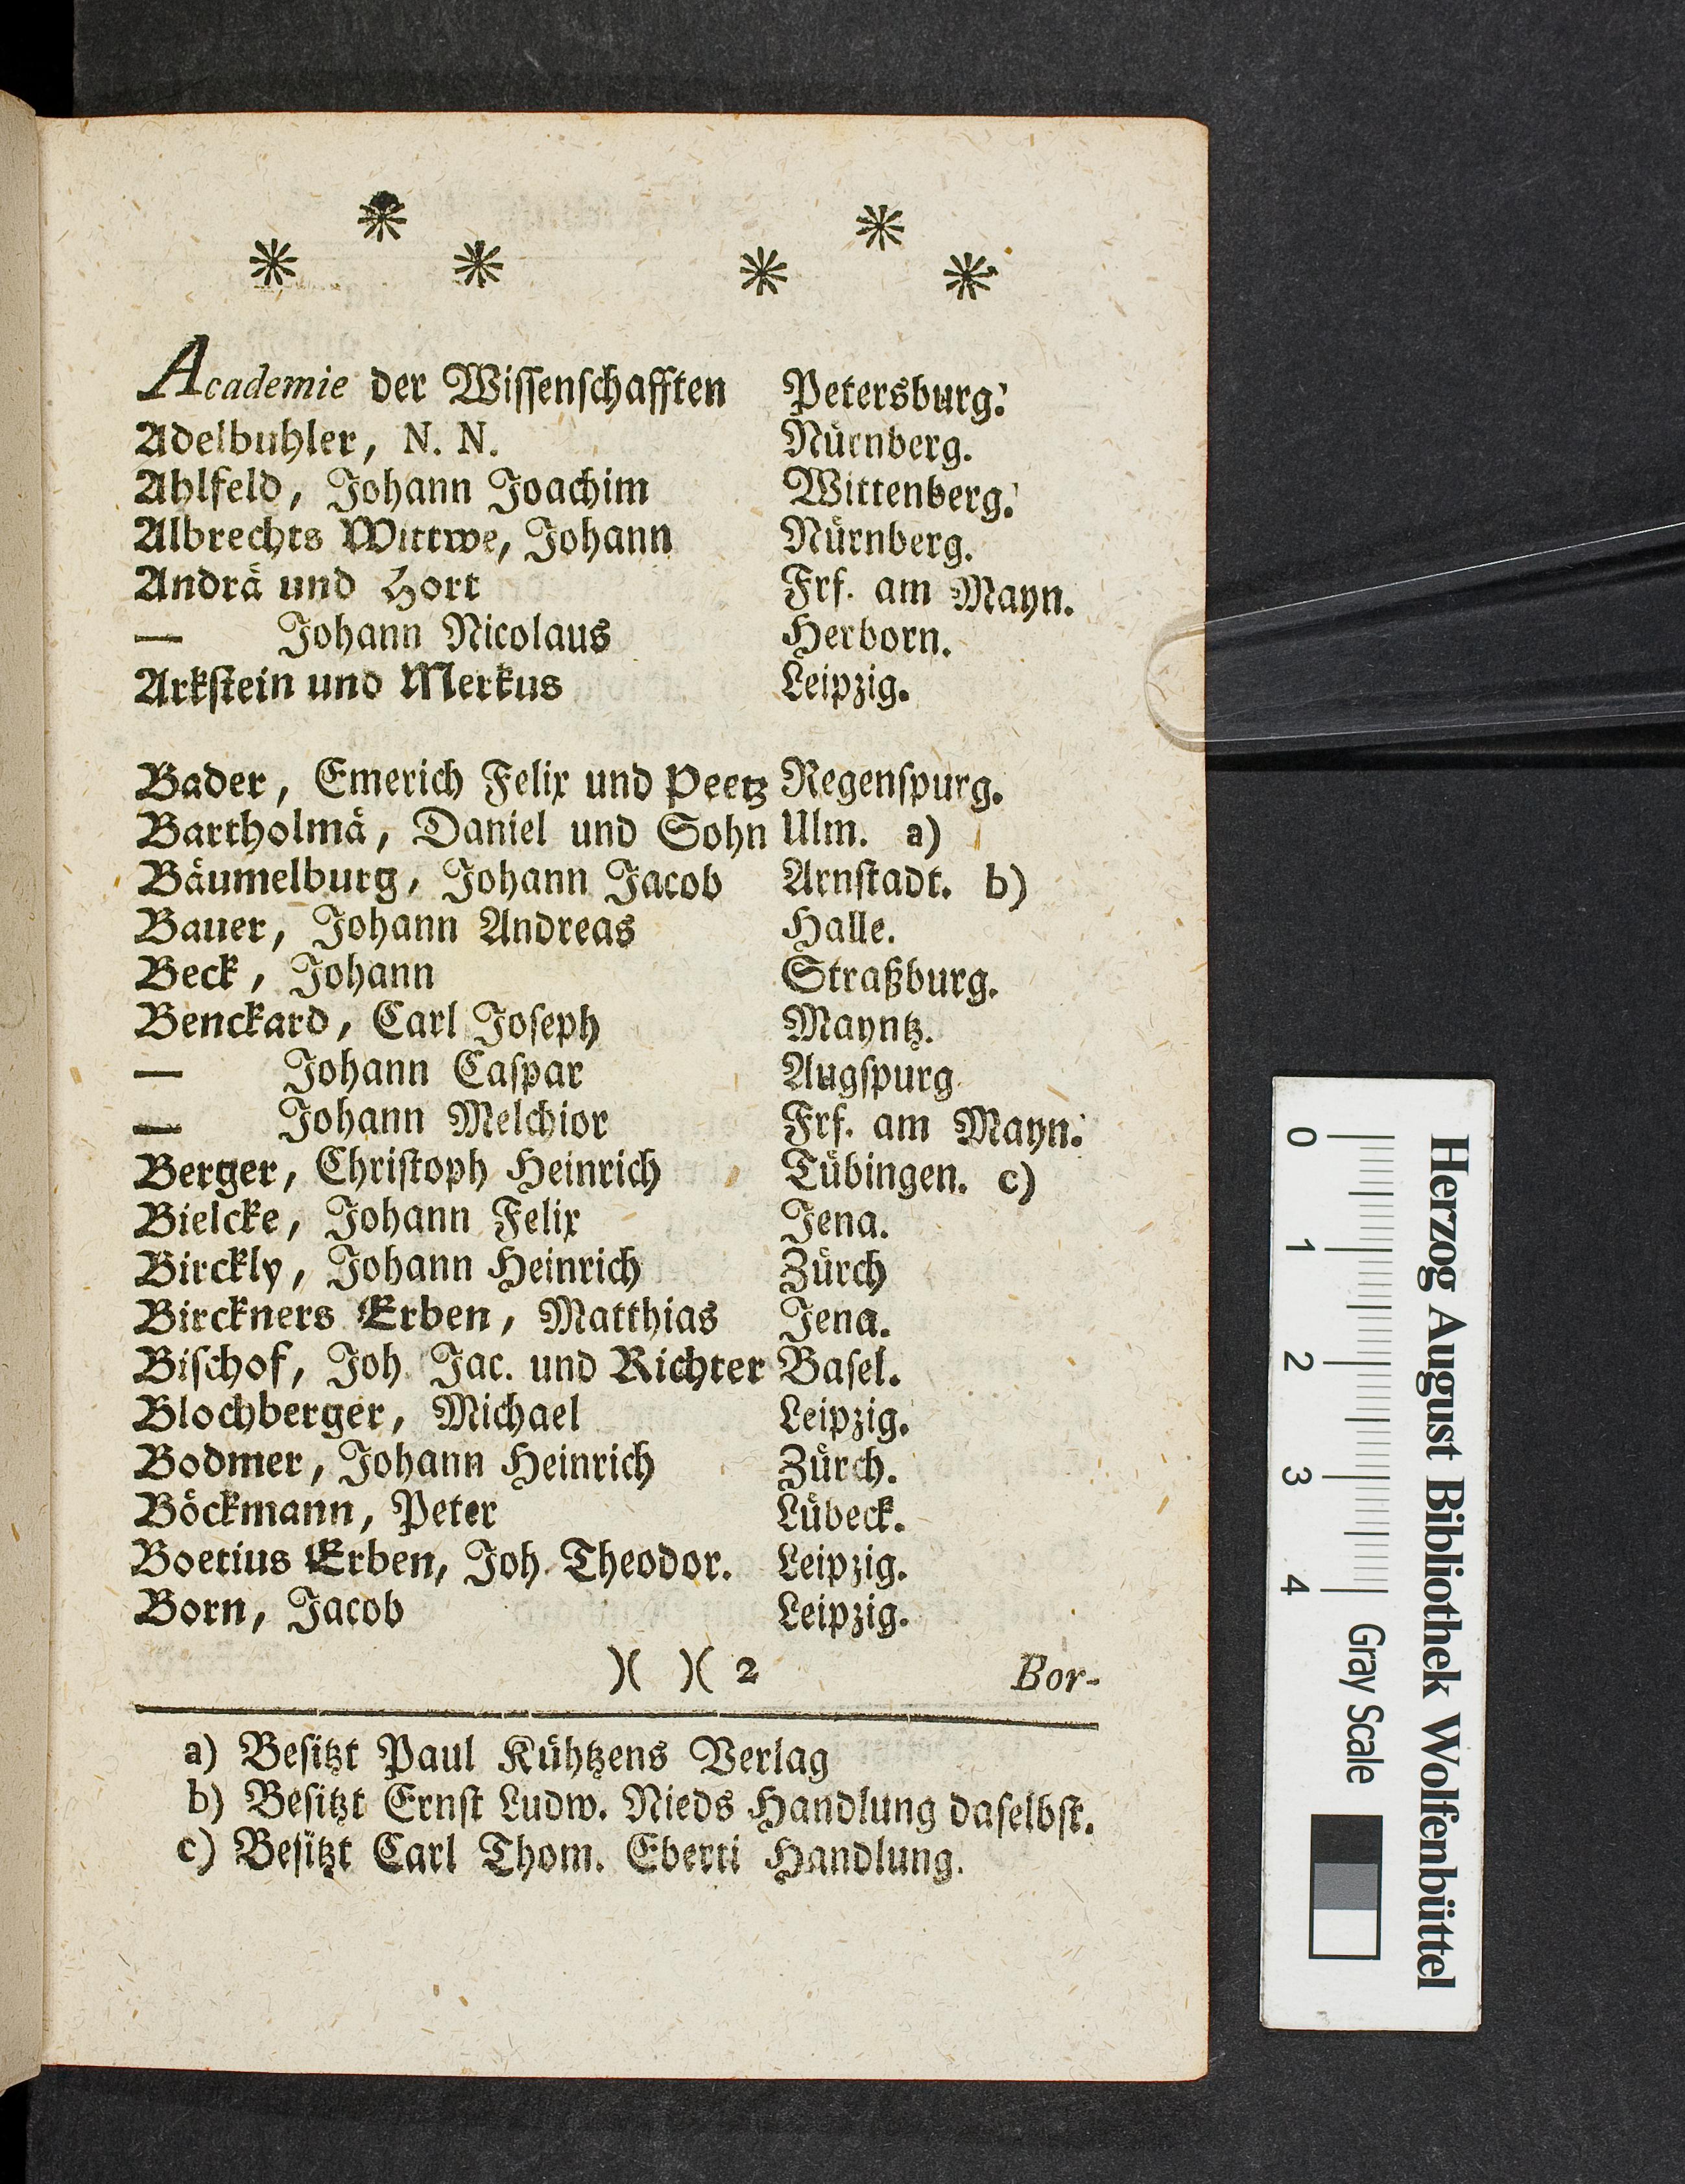 Academie der Wiſſenſchafften Petersburg.
Adelbuhler, N. N. Nürnberg.
Ahlfeld, Johann Joachim Wittenberg.
Albrechts Wittwe, Johann Nürnberg.
Andrä und Hort Frf. am Mayn.
— Johann Nicolaus Herborn.
Arkſtein und Merkus Leipzig.
Bader, Emerich Felix und Peetz Regenſpurg.
Bartholmä, Daniel und Sohn Ulm. a)
Bäumelburg, Johann Jacob Arnſtadt. b)
Bauer, Johann Andreas Halle.
Beck, Johann Straßburg.
Benckard, Carl Joſeph Mayntz.
— Johann Caſpar Augſpurg
— Johann Melchior Frf. am Mayn.
Berger, Chriſtoph Heinrich Tübingen. c)
Bielcke, Johann Felix Jena.
Birckly, Johann Heinrich Zürch
Birckners Erben, Matthias Jena.
Biſchof, Joh. Jac. und Richter Baſel.
Blochberger, Michael Leipzig.
Bodmer, Johann Heinrich Zürch.
Böckmann, Peter Lübeck.
Boetius Erben, Joh. Theodor. Leipzig.
Born, Jacob Leipzig.
)( )( 2 Bor-
a) Beſitzt Paul Kühtzens Verlag
b) Beſitzt Ernſt Ludw. Nieds Handlung daſelbſt.
c) Beſitzt Carl Thom. Eberti Handlung.
Herzog August Bibliothek Wolfenbüttel
0 1 2 3 4 Gray Scale